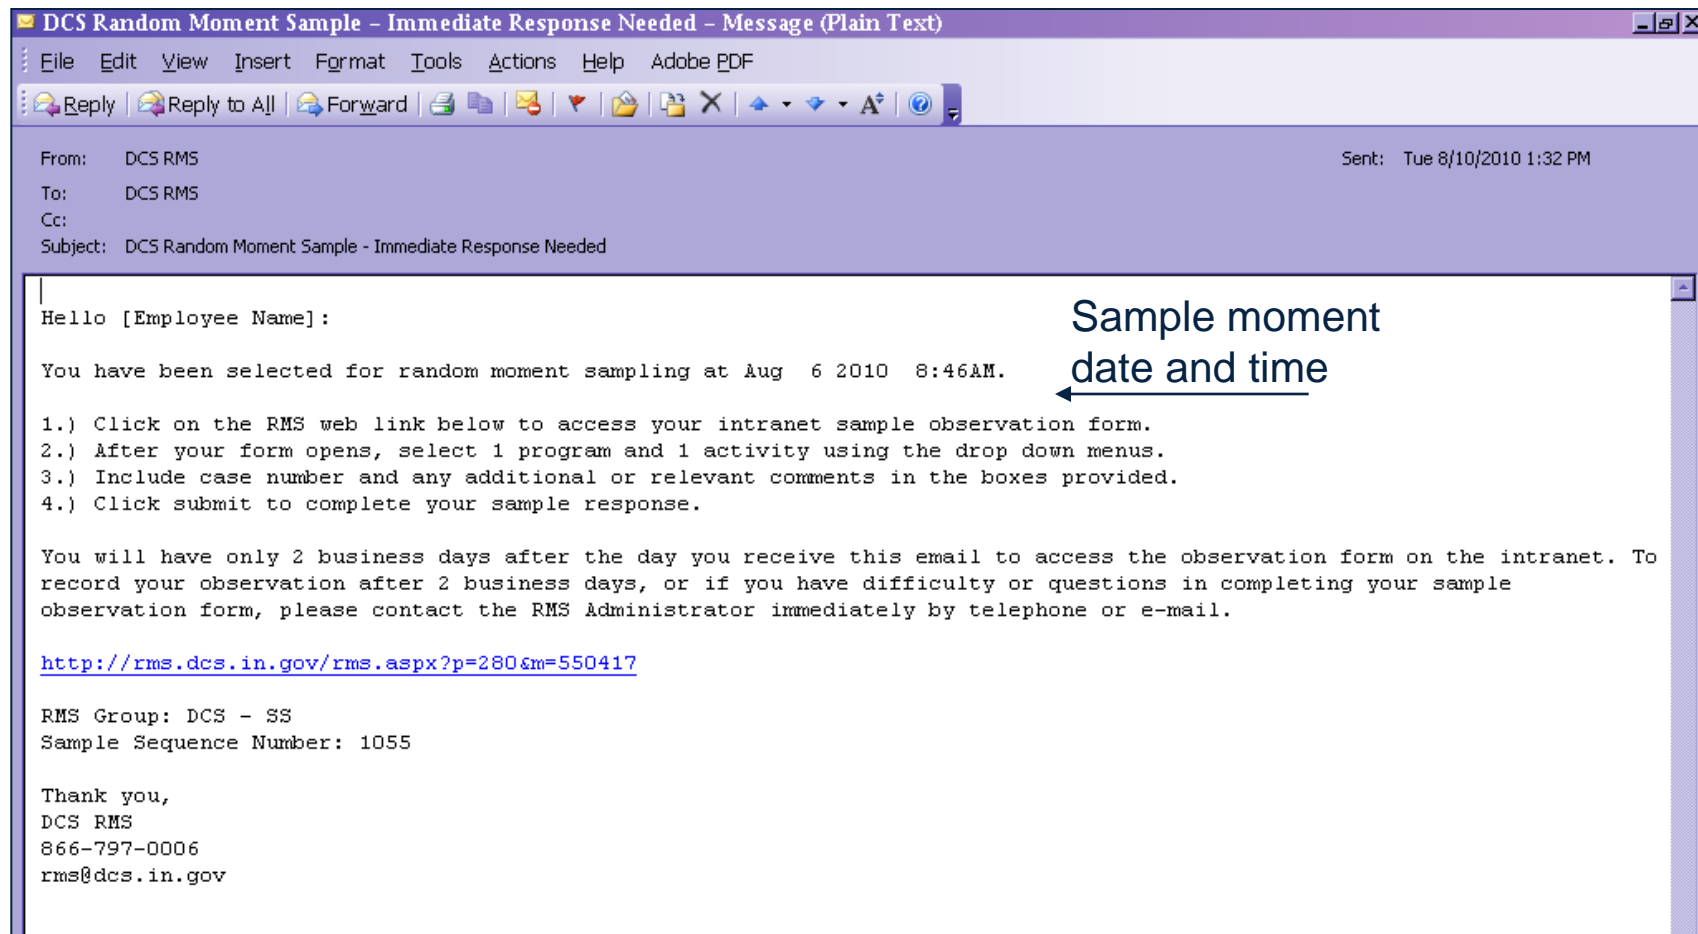 DCS Random Moment Sample – Immediate Response Needed – Message (Plain Text)
File Edit View Insert Format Tools Actions Help Adobe PDF
Reply Reply to All Forward
From: DCS RMS Sent: Tue 8/10/2010 1:32 PM
To: DCS RMS
Cc:
Subject: DCS Random Moment Sample - Immediate Response Needed
Hello [Employee Name]:
Sample moment
date and time
You have been selected for random moment sampling at Aug  6 2010  8:46AM.
1.) Click on the RMS web link below to access your intranet sample observation form.
2.) After your form opens, select 1 program and 1 activity using the drop down menus.
3.) Include case number and any additional or relevant comments in the boxes provided.
4.) Click submit to complete your sample response.
You will have only 2 business days after the day you receive this email to access the observation form on the intranet. To
record your observation after 2 business days, or if you have difficulty or questions in completing your sample
observation form, please contact the RMS Administrator immediately by telephone or e-mail.
http://rms.dcs.in.gov/rms.aspx?p=280&m=550417
RMS Group: DCS - SS
Sample Sequence Number: 1055
Thank you,
DCS RMS
866-797-0006
rms@dcs.in.gov